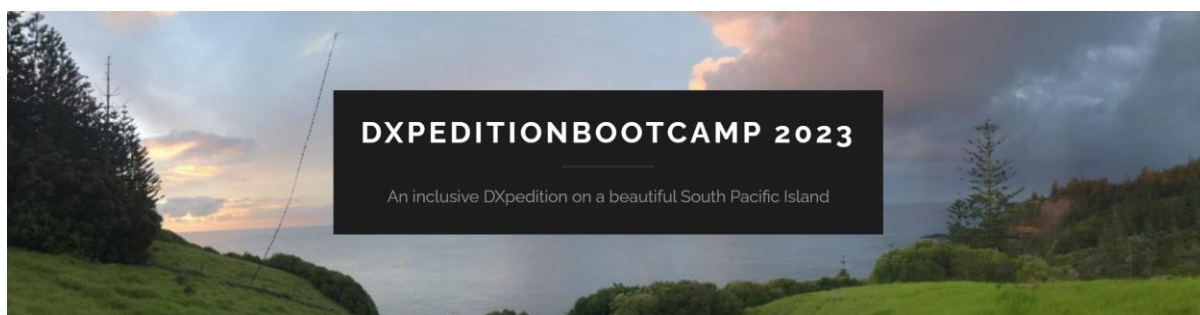 DXPEDITIONBOOTCAMP 2023
An inclusive DXpedition on a beautiful South Pacific Island